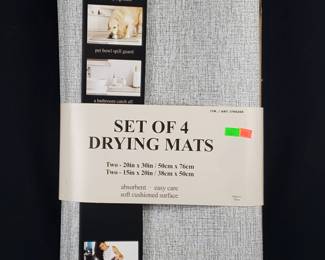 pet bowl spill guard
a bathroom catch all
SET OF 4
DRYING MATS
Two - 20in x 30in / 50cm x 76cm
Two - 15in x 20in / 38cm x 50cm
absorbent · easy care
soft cushioned surface